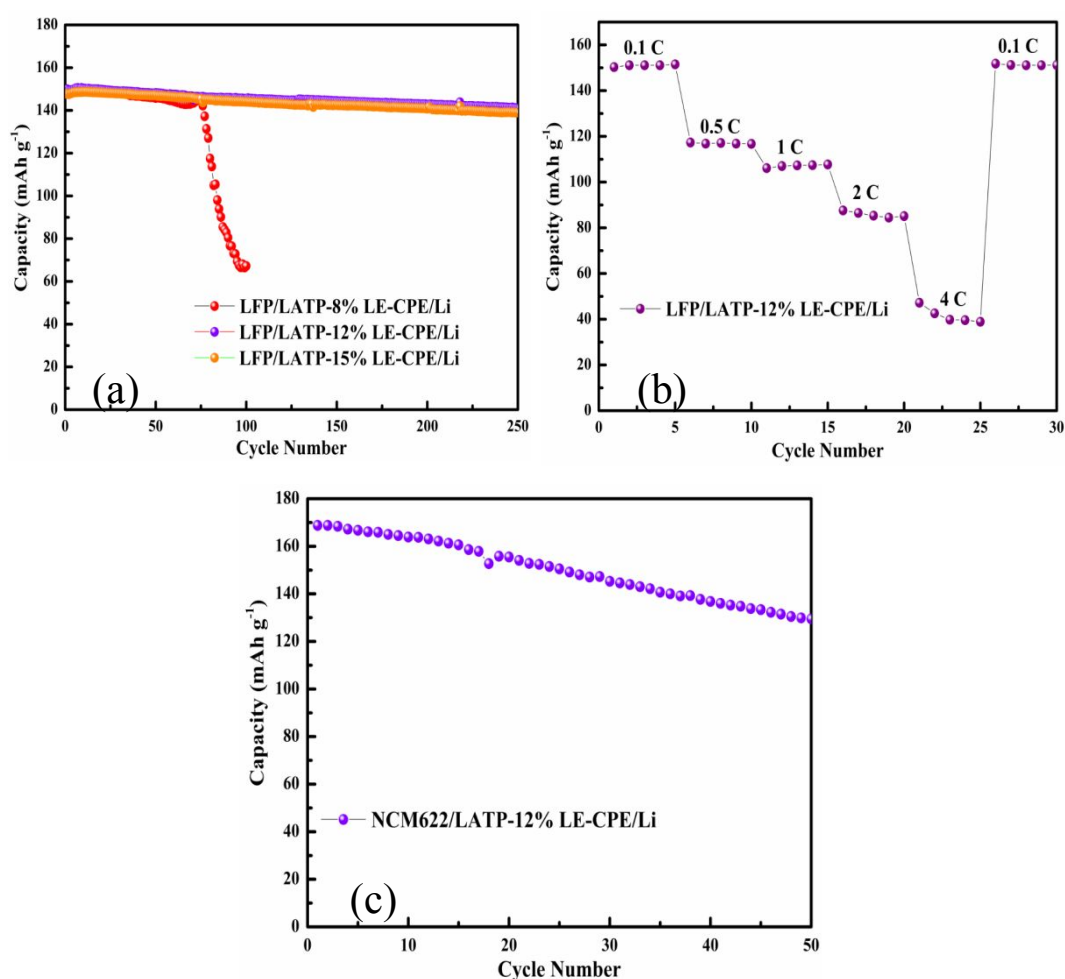 180
160
140
120
100
80
60
40
20
0
Capacity (mAh g⁻¹)
LFP/LATP-8% LE-CPE/Li
LFP/LATP-12% LE-CPE/Li
LFP/LATP-15% LE-CPE/Li
(a)
0 50 100 150 200 250
Cycle Number
160
140
120
100
80
60
40
20
0
Capacity (mAh g⁻¹)
0.1 C
0.5 C
1 C
2 C
4 C
0.1 C
LFP/LATP-12% LE-CPE/Li
(b)
0 5 10 15 20 25 30
Cycle Number
180
160
140
120
100
80
60
40
20
0
Capacity (mAh g⁻¹)
NCM622/LATP-12% LE-CPE/Li
(c)
0 10 20 30 40 50
Cycle Number